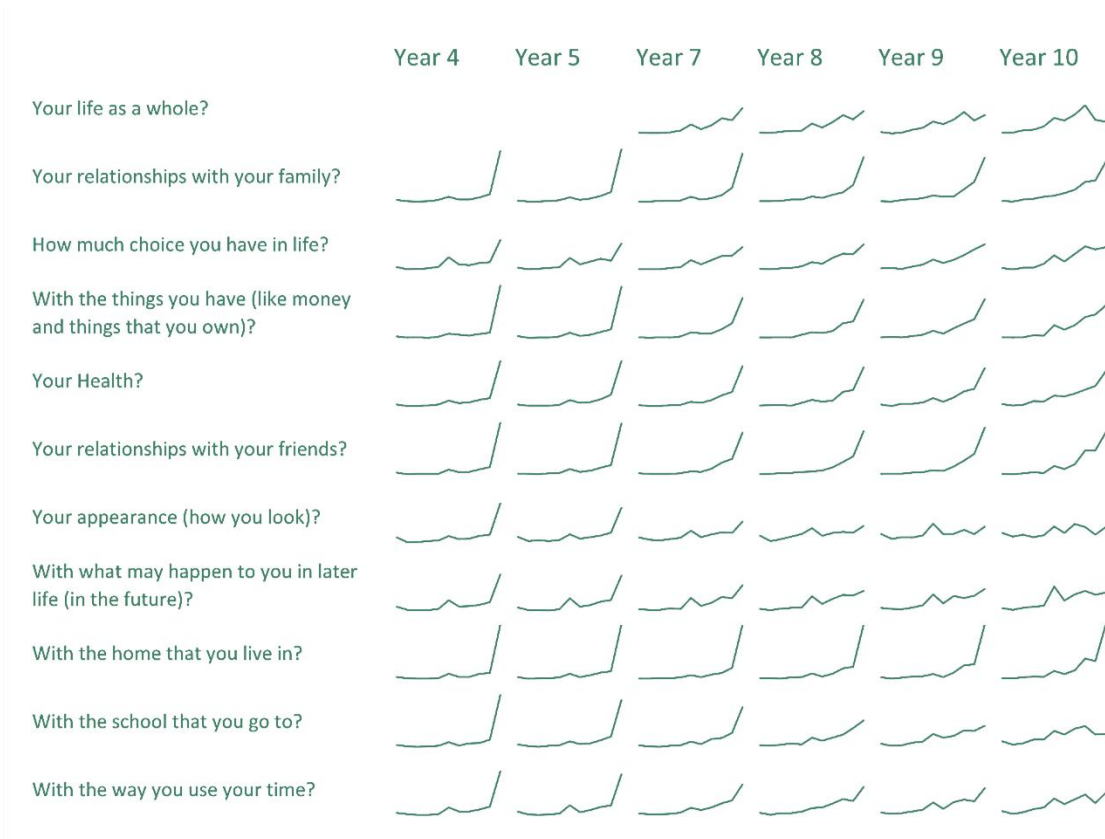 Year 4 Year 5 Year 7 Year 8 Year 9 Year 10
Your life as a whole?
Your relationships with your family?
How much choice you have in life?
With the things you have (like money
and things that you own)?
Your Health?
Your relationships with your friends?
Your appearance (how you look)?
With what may happen to you in later
life (in the future)?
With the home that you live in?
With the school that you go to?
With the way you use your time?